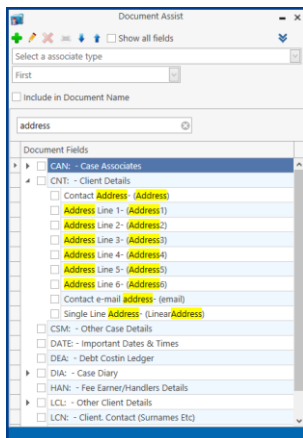 Document Assist
Show all fields
Select a associate type
First
Include in Document Name
address
Document Fields
CAN: - Case Associates
CNT: - Client Details
Contact Address- (Address)
Address Line 1- (Address1)
Address Line 2- (Address2)
Address Line 3- (Address3)
Address Line 4- (Address4)
Address Line 5- (Address5)
Address Line 6- (Address6)
Contact e-mail address- (email)
Single Line Address- (LinearAddress)
CSM: - Other Case Details
DATE: - Important Dates & Times
DEA: - Debt Costin Ledger
DIA: - Case Diary
HAN: - Fee Earner/Handlers Details
LCL: - Other Client Details
LCN: - Client. Contact (Surnames Etc)